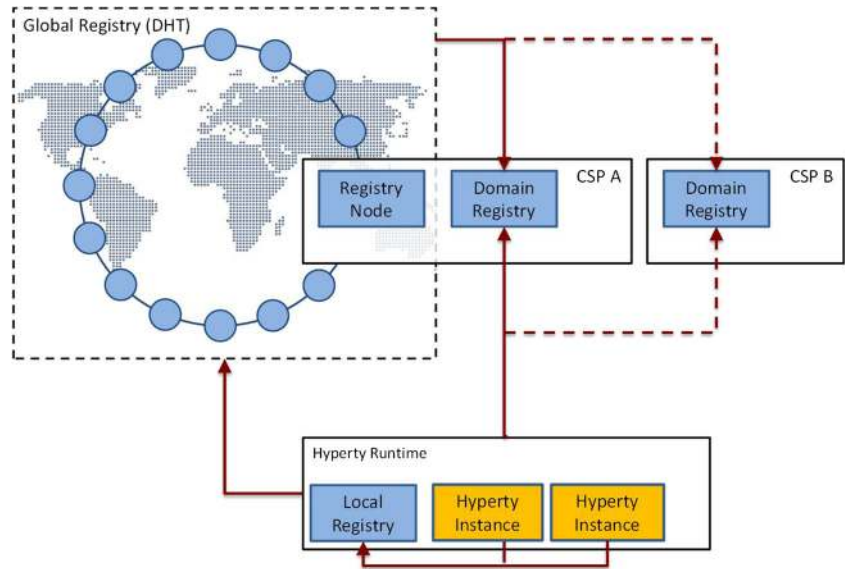 Global Registry (DHT)
CSP A
CSP B
Registry
Node
Domain
Registry
Domain
Registry
Hyperty Runtime
Local
Registry
Hyperty
Instance
Hyperty
Instance